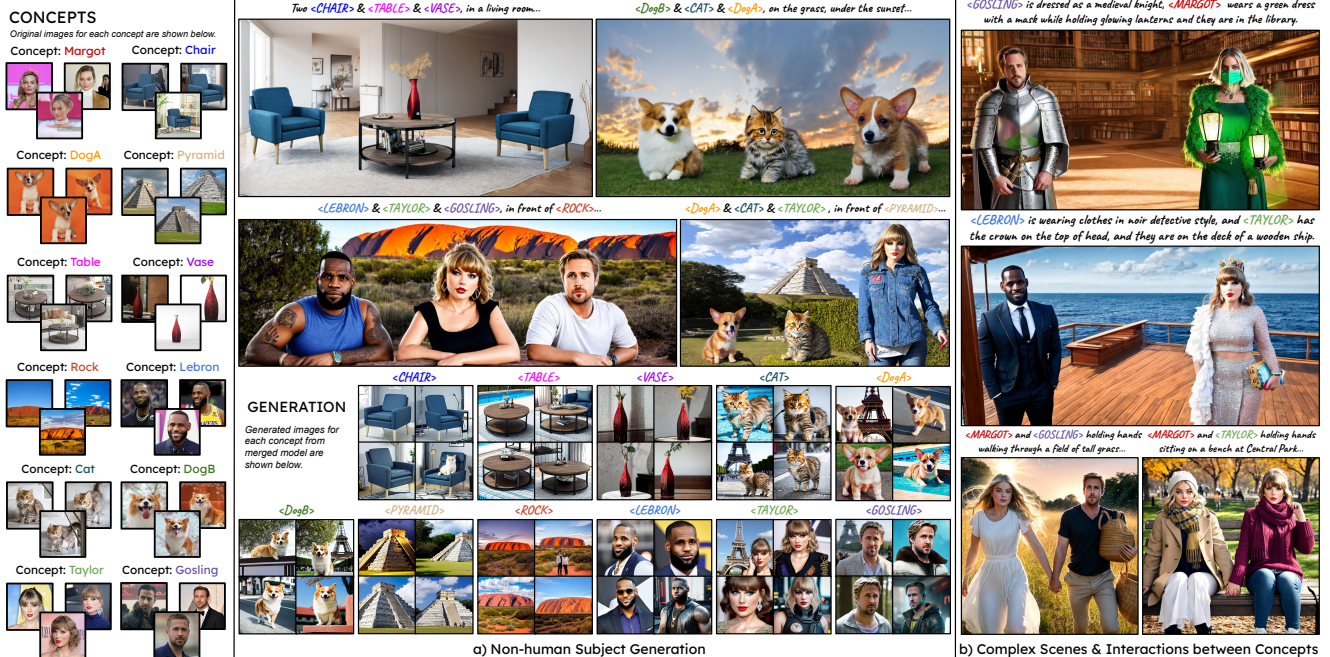 CONCEPTS
Original images for each concept are shown below.
Concept: Margot
Concept: Chair
Concept: DogA
Concept: Pyramid
Concept: Table
Concept: Vase
Concept: Rock
Concept: Lebron
Concept: Cat
Concept: DogB
Concept: Taylor
Concept: Gosling
Two <CHAIR> & <TABLE> & <VASE>, in a living room...
<DogB> & <CAT> & <DogA>, on the grass, under the sunset...
<LEBRON> & <TAYLOR> & <GOSLING>, in front of <ROCK>...
<DogA> & <CAT> & <TAYLOR> , in front of <PYRAMID>...
GENERATION
Generated images for
each concept from
merged model are
shown below.
<CHAIR>
<TABLE>
<VASE>
<CAT>
<DogA>
<DogB>
<PYRAMID>
<ROCK>
<LEBRON>
<TAYLOR>
<GOSLING>
a) Non-human Subject Generation
<GOSLING> is dressed as a medieval knight, <MARGOT> wears a green dress
with a mask while holding glowing lanterns and they are in the library.
<LEBRON> is wearing clothes in noir detective style, and <TAYLOR> has
the crown on the top of head, and they are on the deck of a wooden ship.
<MARGOT> and <GOSLING> holding hands
walking through a field of tall grass...
<MARGOT> and <TAYLOR> holding hands
sitting on a bench at Central Park...
b) Complex Scenes & Interactions between Concepts